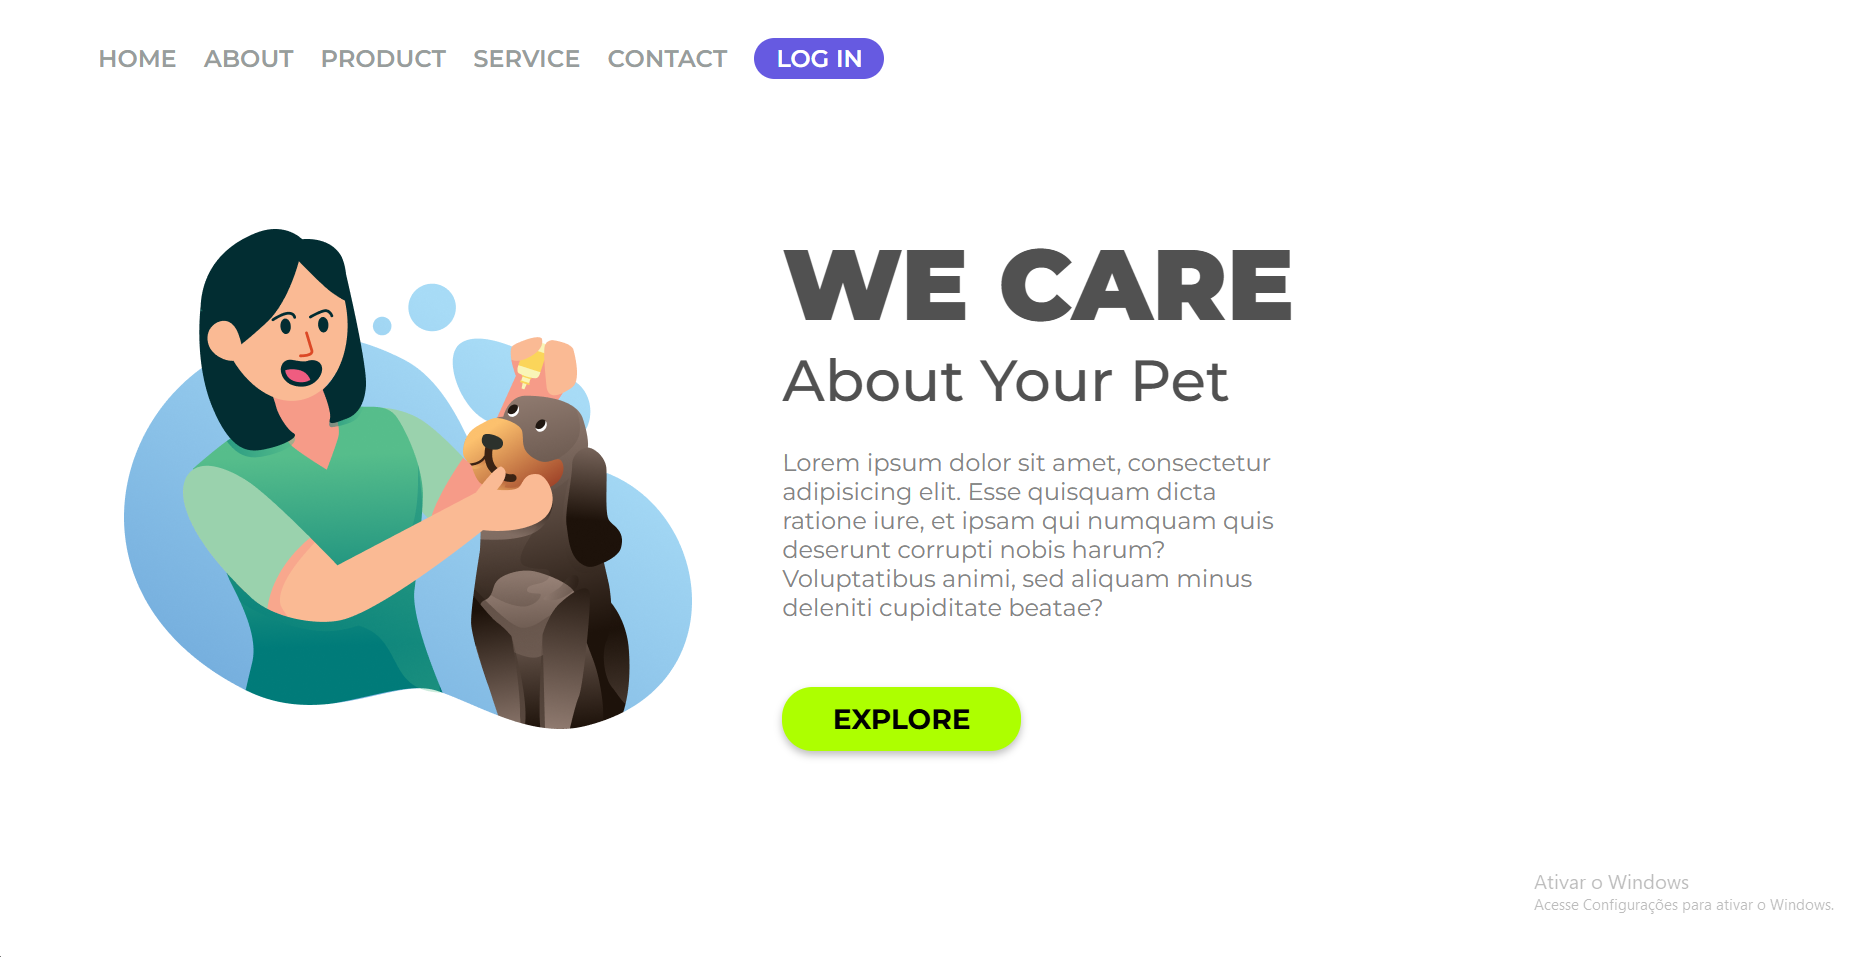 HOME ABOUT PRODUCT SERVICE CONTACT LOG IN
WE CARE
About Your Pet
Lorem ipsum dolor sit amet, consectetur
adipisicing elit. Esse quisquam dicta
ratione iure, et ipsam qui numquam quis
deserunt corrupti nobis harum?
Voluptatibus animi, sed aliquam minus
deleniti cupiditate beatae?
EXPLORE
Ativar o Windows
Acesse Configurações para ativar o Windows.